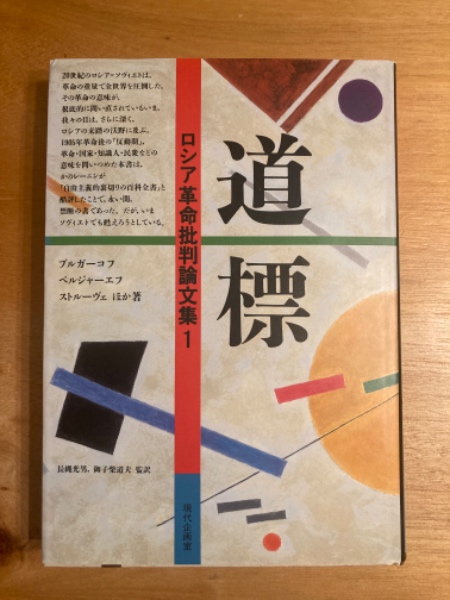 20世紀のロシア・ソヴィエトは、
革命の重量で全世界を圧倒した。
その革命の意味が、
根底的に問い直されているいま、
我々の目は、さらに深く、
ロシアの末路の沃野に及ぶ。
1905年革命後の「反動期」、
革命・国家・知識人・民衆などの
意味を問いつめた本書は、
かのレーニンが
「自由主義的裏切りの百科全書」と
酷評したことで、永い間、
禁断の書であった。だが、いま
ソヴィエトでも甦えろうとしている。
道標
ロシア革命批判論文集1
ブルガーコフ
ベルジャーエフ
ストルーヴェ ほか著
長縄光男、御子柴道夫 監訳
現代企画室